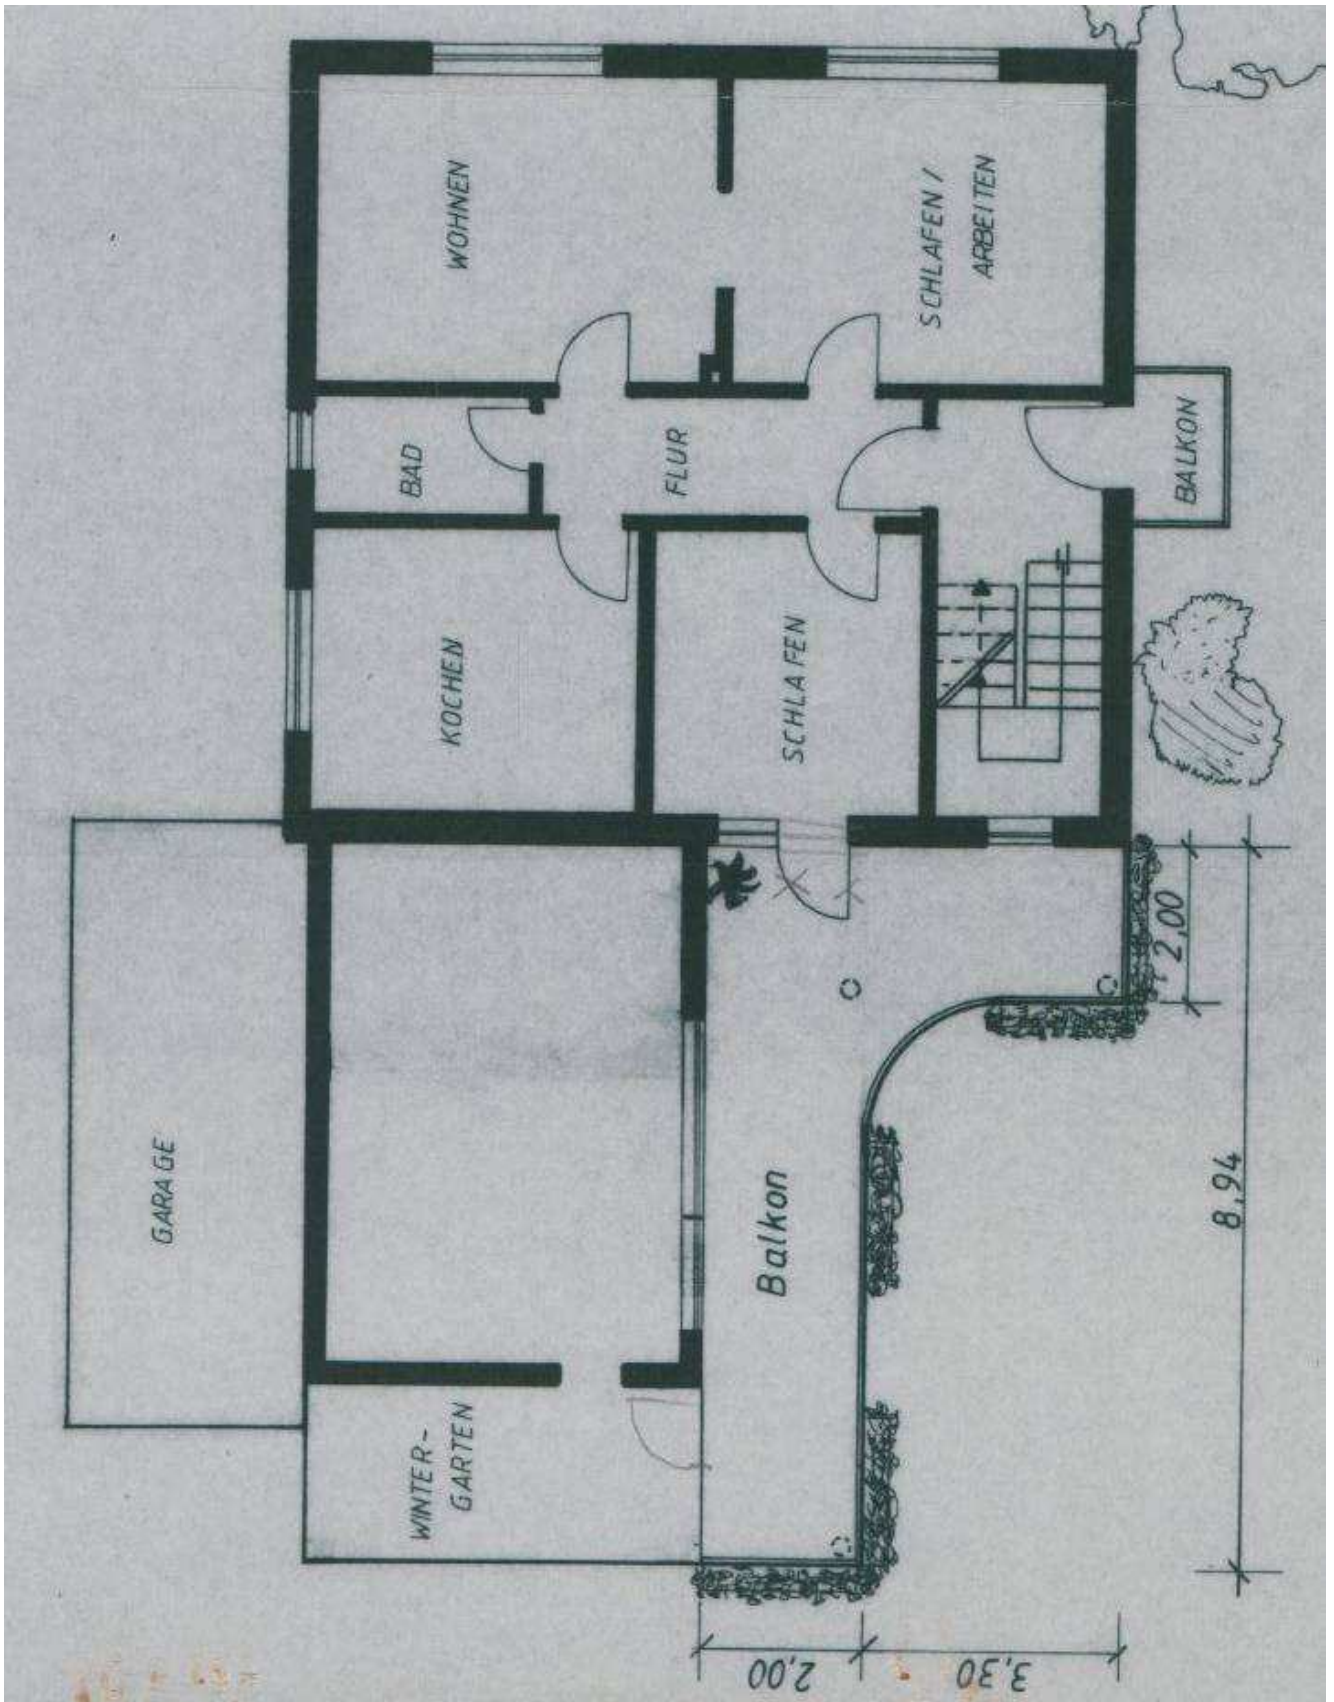 WOHNEN
SCHLAFEN /
ARBEITEN
BAD
FLUR
BALKON
KOCHEN
SCHLAFEN
GARAGE
Balkon
WINTER-
GARTEN
2,00
8,94
2,00
3,30